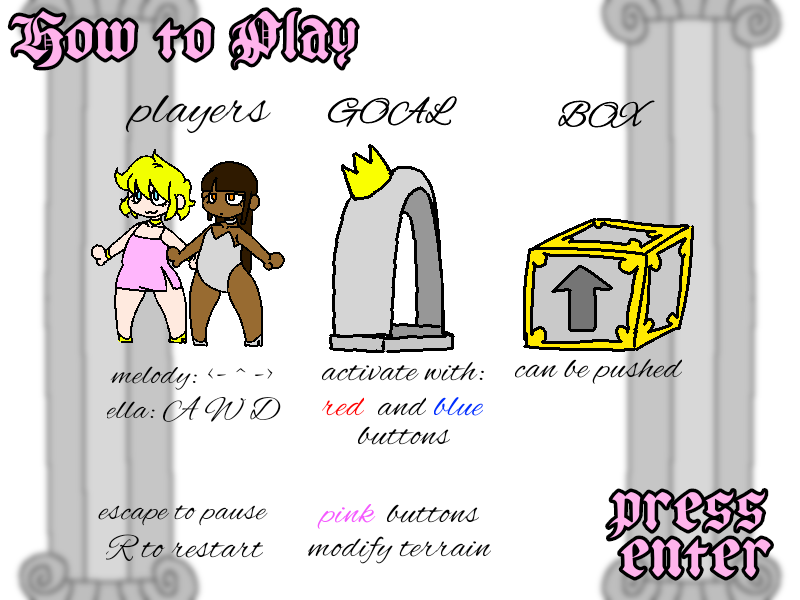 How to Play
players
GOAL
BOX
melody: <- ^ ->
ella: A W D
activate with:
red and blue
buttons
can be pushed
escape to pause
R to restart
pink buttons
modify terrain
press
enter